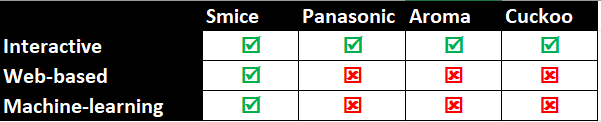 Smice Panasonic Aroma Cuckoo
Interactive ☑ ☑ ☑ ☑
Web-based ☑ ☒ ☒ ☒
Machine-learning ☑ ☒ ☒ ☒